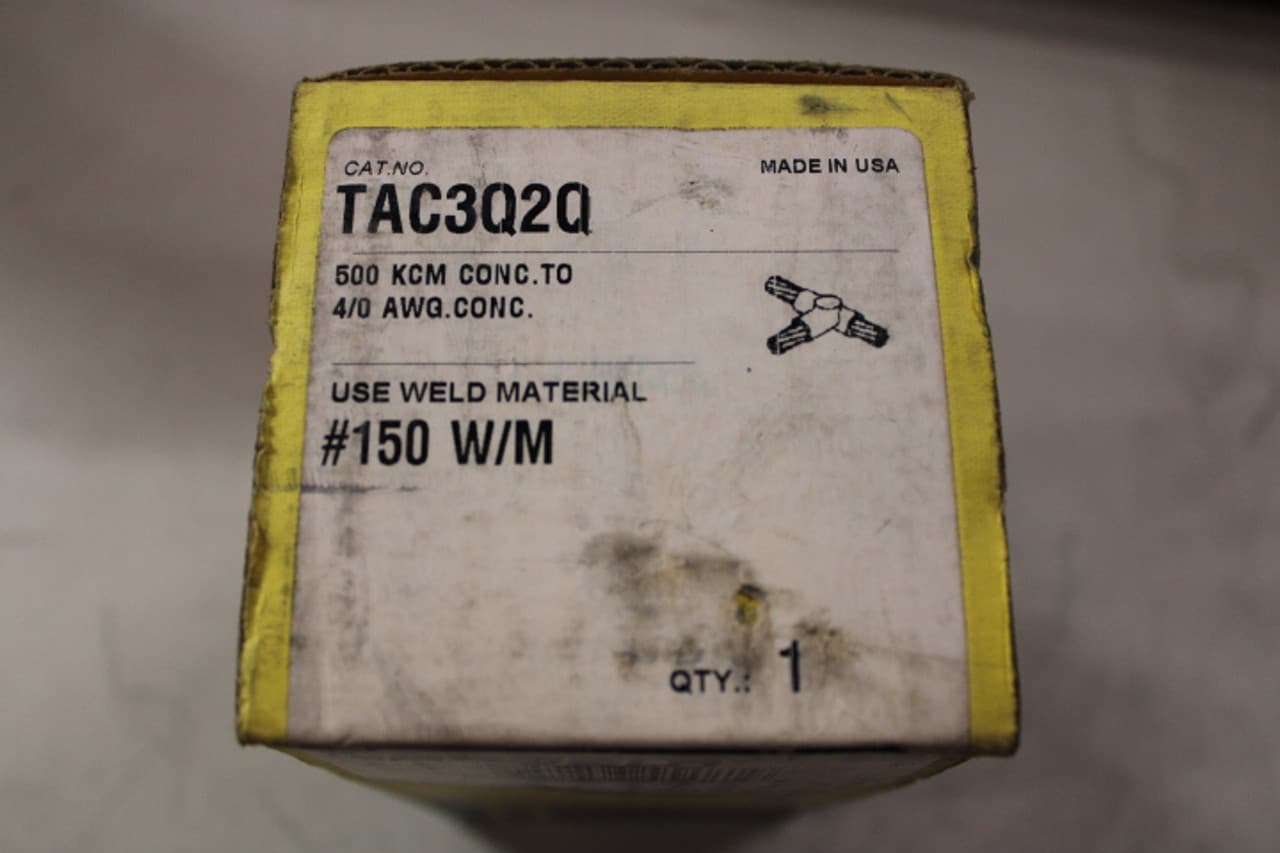 CAT.NO.
MADE IN USA
TAC3Q2Q
500 KCM CONC.TO
4/0 AWG.CONC.
USE WELD MATERIAL
#150 W/M
QTY.: 1